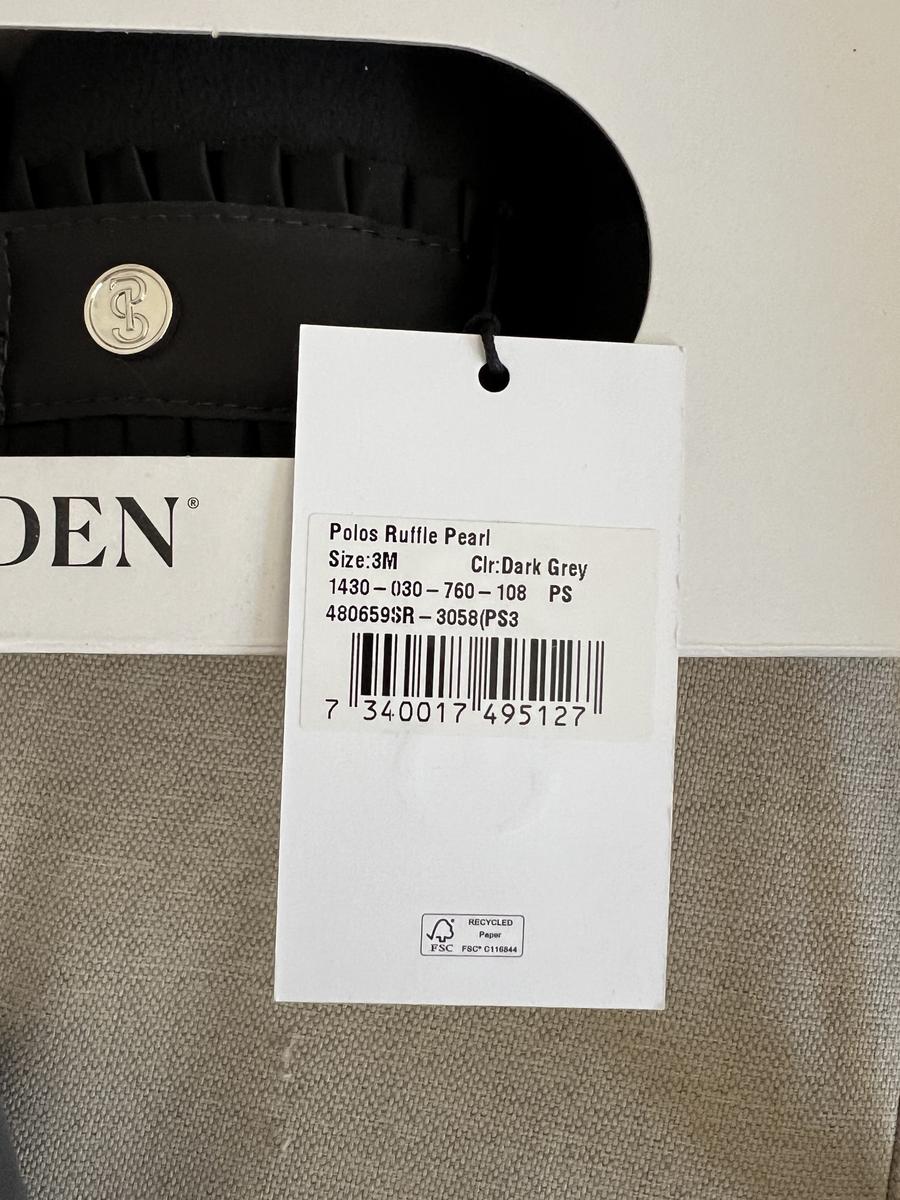 DEN®
Polos Ruffle Pearl
Size:3M Clr:Dark Grey
1430-030-760-108 PS
480659SR-3058(PS3
7 340017 495127
RECYCLED
Paper
FSC
FSC® C116844